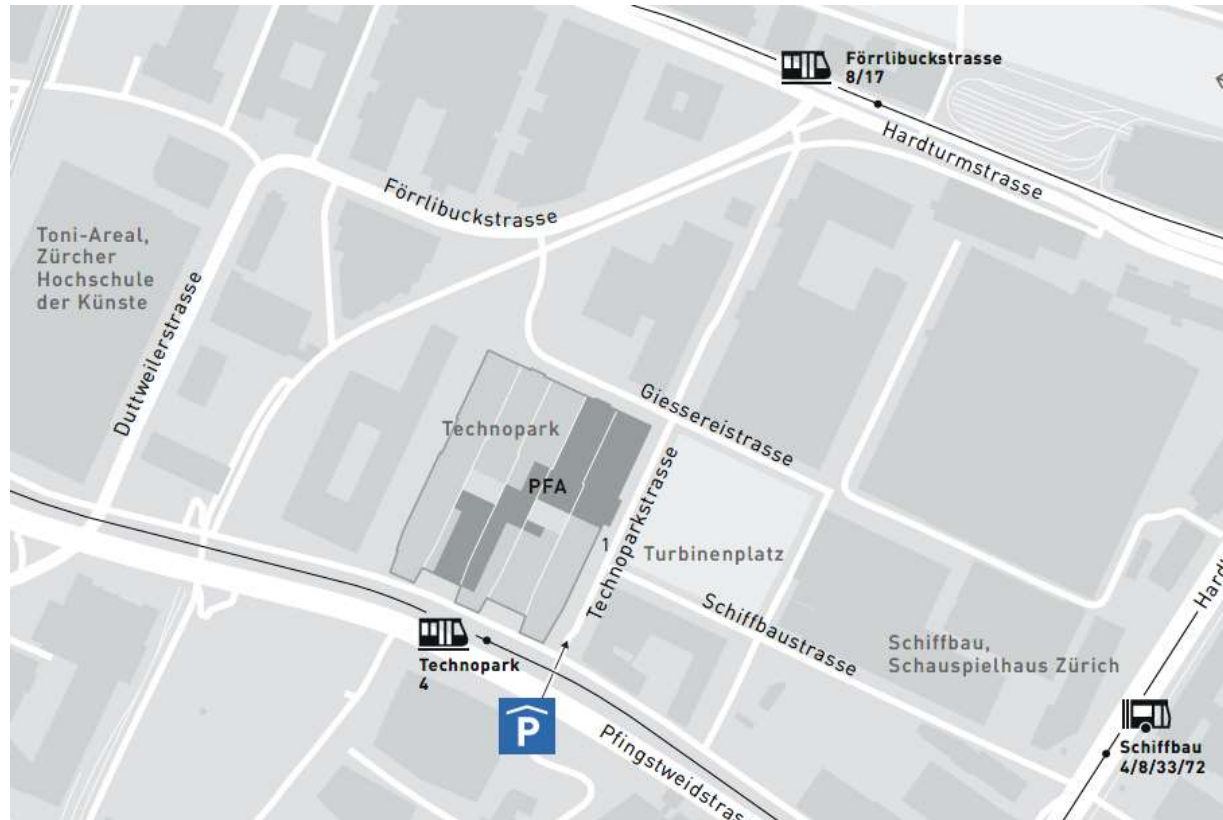 Förrlibuckstrasse
8/17
Hardturmstrasse
Förrlibuckstrasse
Toni-Areal,
Zürcher
Hochschule
der Künste
Duttweilerstrasse
Giessereistrasse
Technopark
PFA
Technoparkstrasse
1
Turbinenplatz
Schiffbaustrasse
Schiffbau,
Schauspielhaus Zürich
Technopark
4
P
Pfingstweidstras
Schiffbau
4/8/33/72